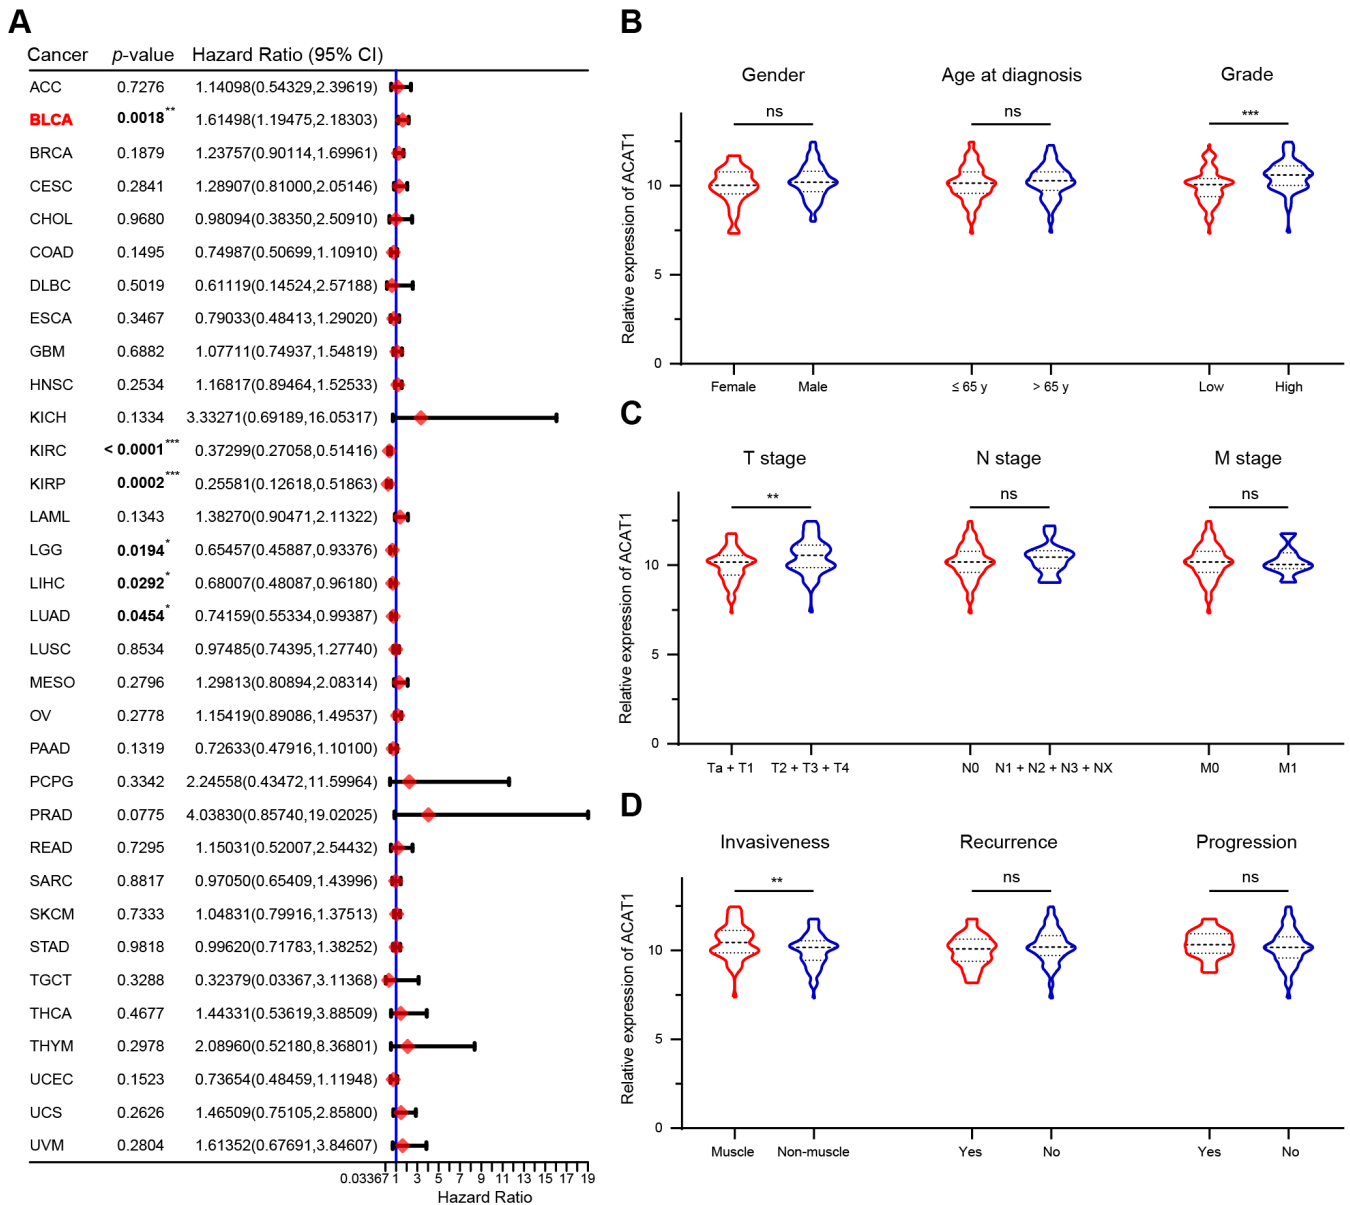 A
Cancer p-value Hazard Ratio (95% CI)
ACC 0.7276 1.14098(0.54329,2.39619)
BLCA 0.0018** 1.61498(1.19475,2.18303)
BRCA 0.1879 1.23757(0.90114,1.69961)
CESC 0.2841 1.28907(0.81000,2.05146)
CHOL 0.9680 0.98094(0.38350,2.50910)
COAD 0.1495 0.74987(0.50699,1.10910)
DLBC 0.5019 0.61119(0.14524,2.57188)
ESCA 0.3467 0.79033(0.48413,1.29020)
GBM 0.6882 1.07711(0.74937,1.54819)
HNSC 0.2534 1.16817(0.89464,1.52533)
KICH 0.1334 3.33271(0.69189,16.05317)
KIRC < 0.0001*** 0.37299(0.27058,0.51416)
KIRP 0.0002*** 0.25581(0.12618,0.51863)
LAML 0.1343 1.38270(0.90471,2.11322)
LGG 0.0194* 0.65457(0.45887,0.93376)
LIHC 0.0292* 0.68007(0.48087,0.96180)
LUAD 0.0454* 0.74159(0.55334,0.99387)
LUSC 0.8534 0.97485(0.74395,1.27740)
MESO 0.2796 1.29813(0.80894,2.08314)
OV 0.2778 1.15419(0.89086,1.49537)
PAAD 0.1319 0.72633(0.47916,1.10100)
PCPG 0.3342 2.24558(0.43472,11.59964)
PRAD 0.0775 4.03830(0.85740,19.02025)
READ 0.7295 1.15031(0.52007,2.54432)
SARC 0.8817 0.97050(0.65409,1.43996)
SKCM 0.7333 1.04831(0.79916,1.37513)
STAD 0.9818 0.99620(0.71783,1.38252)
TGCT 0.3288 0.32379(0.03367,3.11368)
THCA 0.4677 1.44331(0.53619,3.88509)
THYM 0.2978 2.08960(0.52180,8.36801)
UCEC 0.1523 0.73654(0.48459,1.11948)
UCS 0.2626 1.46509(0.75105,2.85800)
UVM 0.2804 1.61352(0.67691,3.84607)
0.03367 1 3 5 7 9 11 13 15 17 19
Hazard Ratio
B
Gender Age at diagnosis Grade
ns ns ***
Relative expression of ACAT1
10
5
0
Female Male ≤ 65 y > 65 y Low High
C
T stage N stage M stage
** ns ns
Relative expression of ACAT1
10
5
0
Ta + T1 T2 + T3 + T4 N0 N1 + N2 + N3 + NX M0 M1
D
Invasiveness Recurrence Progression
** ns ns
Relative expression of ACAT1
10
5
0
Muscle Non-muscle Yes No Yes No